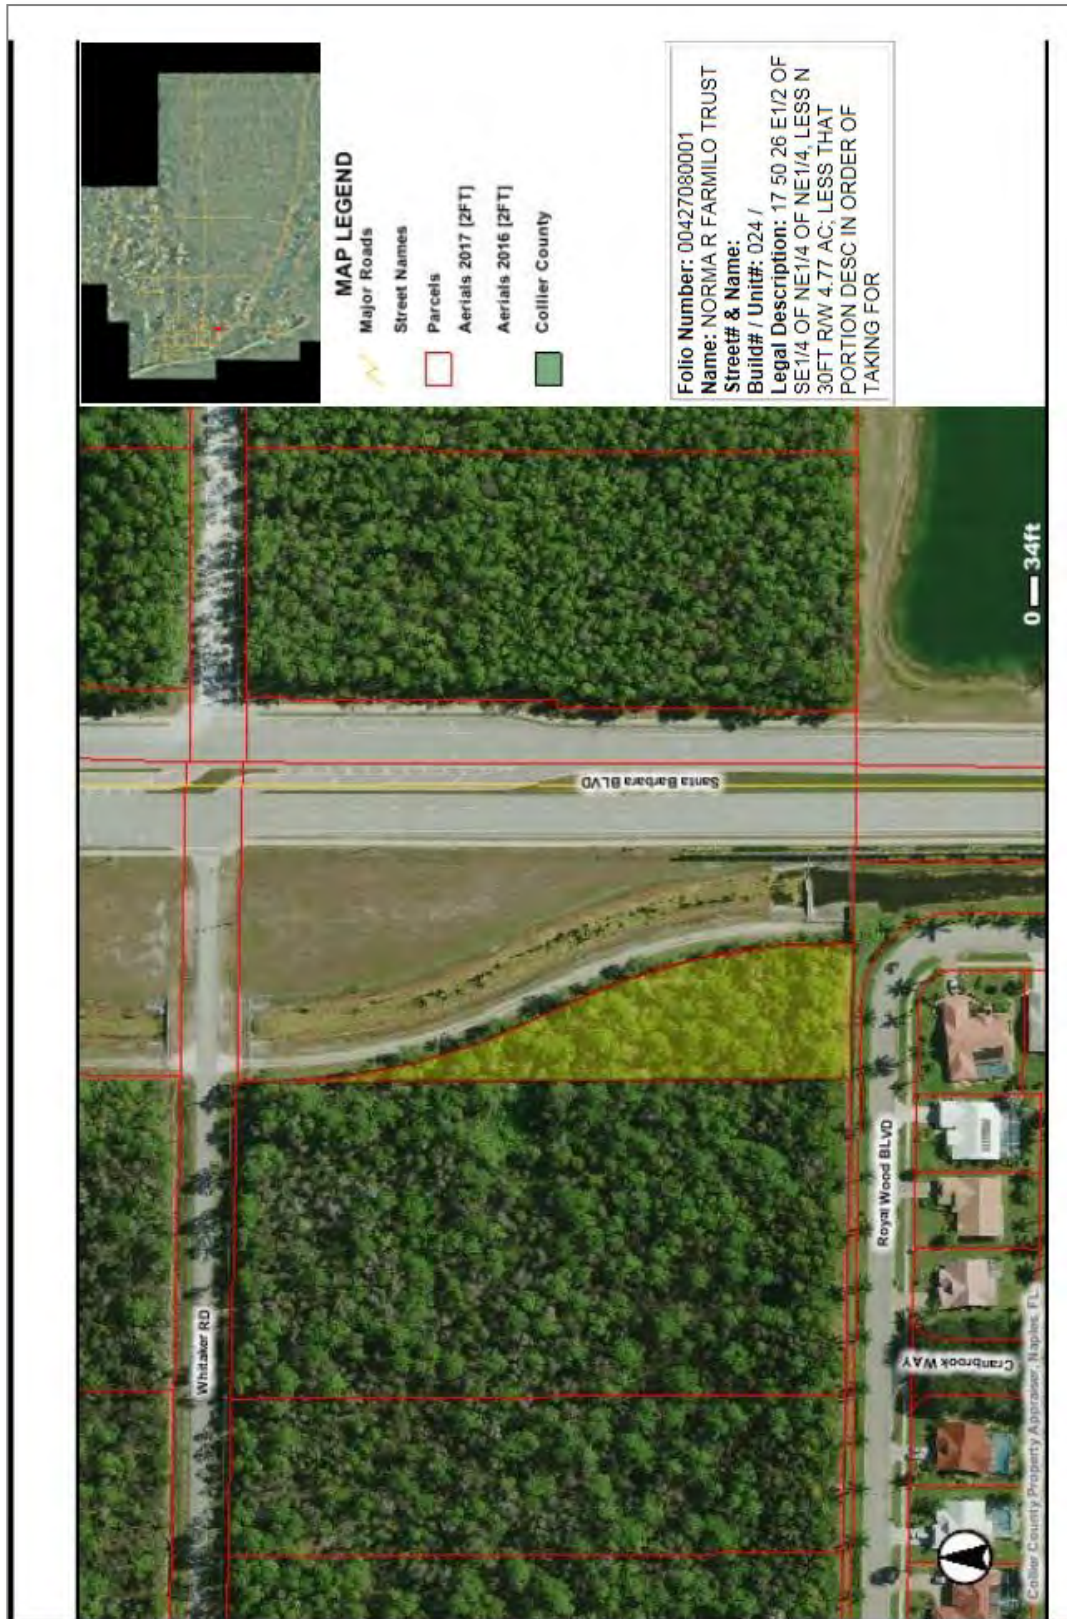 MAP LEGEND
Major Roads
Street Names
Parcels
Aerials 2017 [2FT]
Aerials 2016 [2FT]
Collier County
Folio Number: 00427080001
Name: NORMA R FARMILO TRUST
Street# & Name:
Build# / Unit#: 024 /
Legal Description: 17 50 26 E1/2 OF
SE1/4 OF NE1/4 OF NE1/4, LESS N
30FT R/W 4.77 AC, LESS THAT
PORTION DESC IN ORDER OF
TAKING FOR
Whitaker RD
Santa Barbara BLVD
Royal Wood BLVD
Cranbrook WAY
0 34ft
Collier County Property Appraiser, Naples, FL